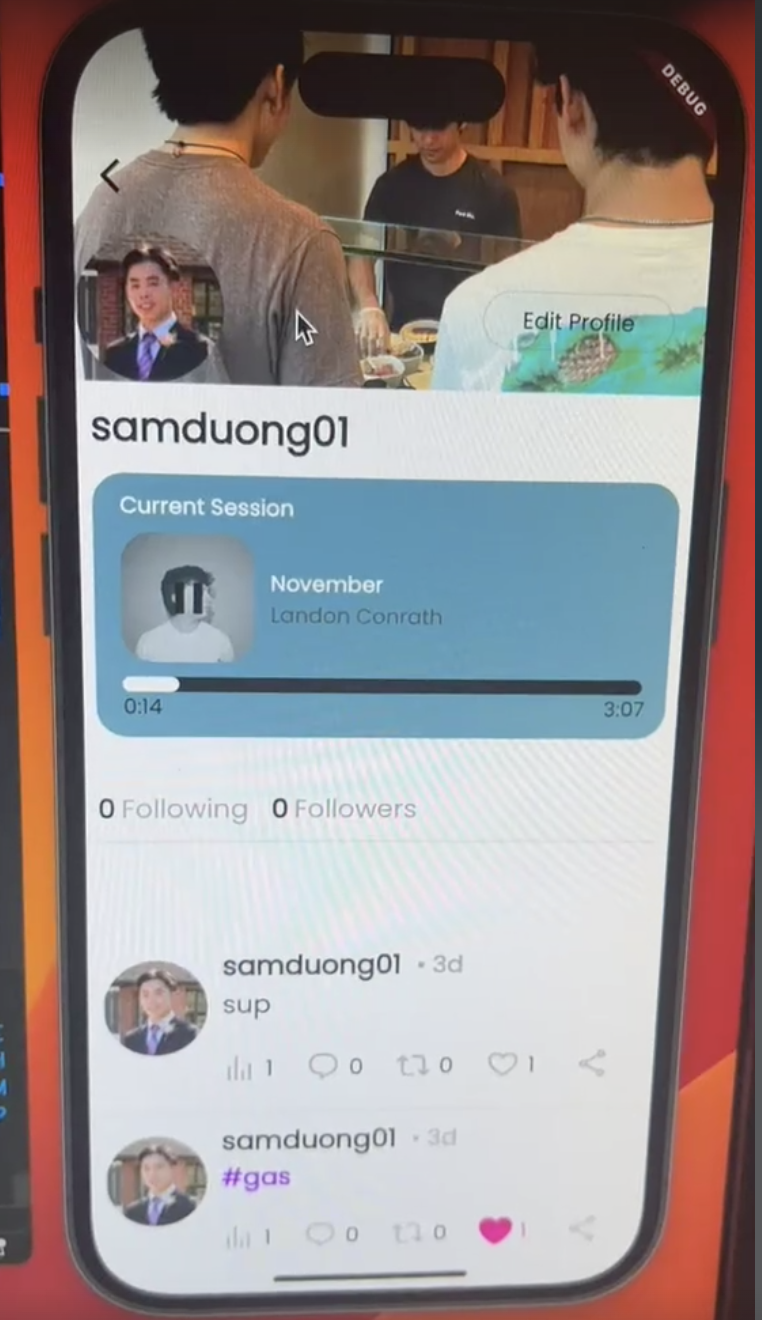 DEBUG
Edit Profile
samduong01
Current Session
November
Landon Conrath
0:14 3:07
0 Following 0 Followers
samduong01 • 3d
sup
1 0 0 1
samduong01 • 3d
#gas
1 0 0 1